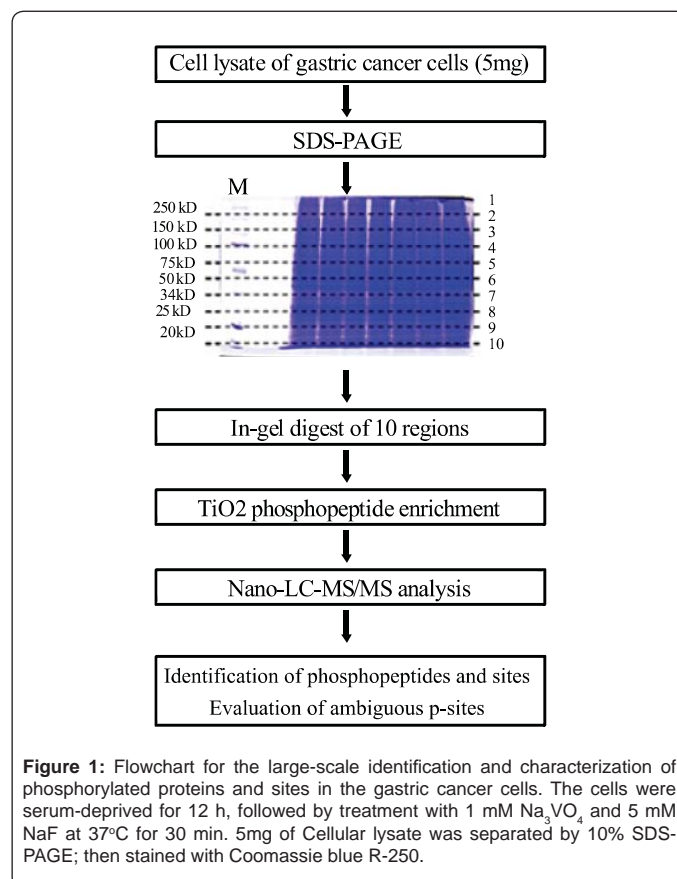 Cell lysate of gastric cancer cells (5mg)
SDS-PAGE
M
250 kD
150 kD
100 kD
75kD
50 kD
34kD
25 kD
20kD
1
2
3
4
5
6
7
8
9
10
In-gel digest of 10 regions
TiO2 phosphopeptide enrichment
Nano-LC-MS/MS analysis
Identification of phosphopeptides and sites
Evaluation of ambiguous p-sites
Figure 1: Flowchart for the large-scale identification and characterization of
phosphorylated proteins and sites in the gastric cancer cells. The cells were
serum-deprived for 12 h, followed by treatment with 1 mM Na₃VO₄ and 5 mM
NaF at 37ºC for 30 min. 5mg of Cellular lysate was separated by 10% SDS-
PAGE; then stained with Coomassie blue R-250.